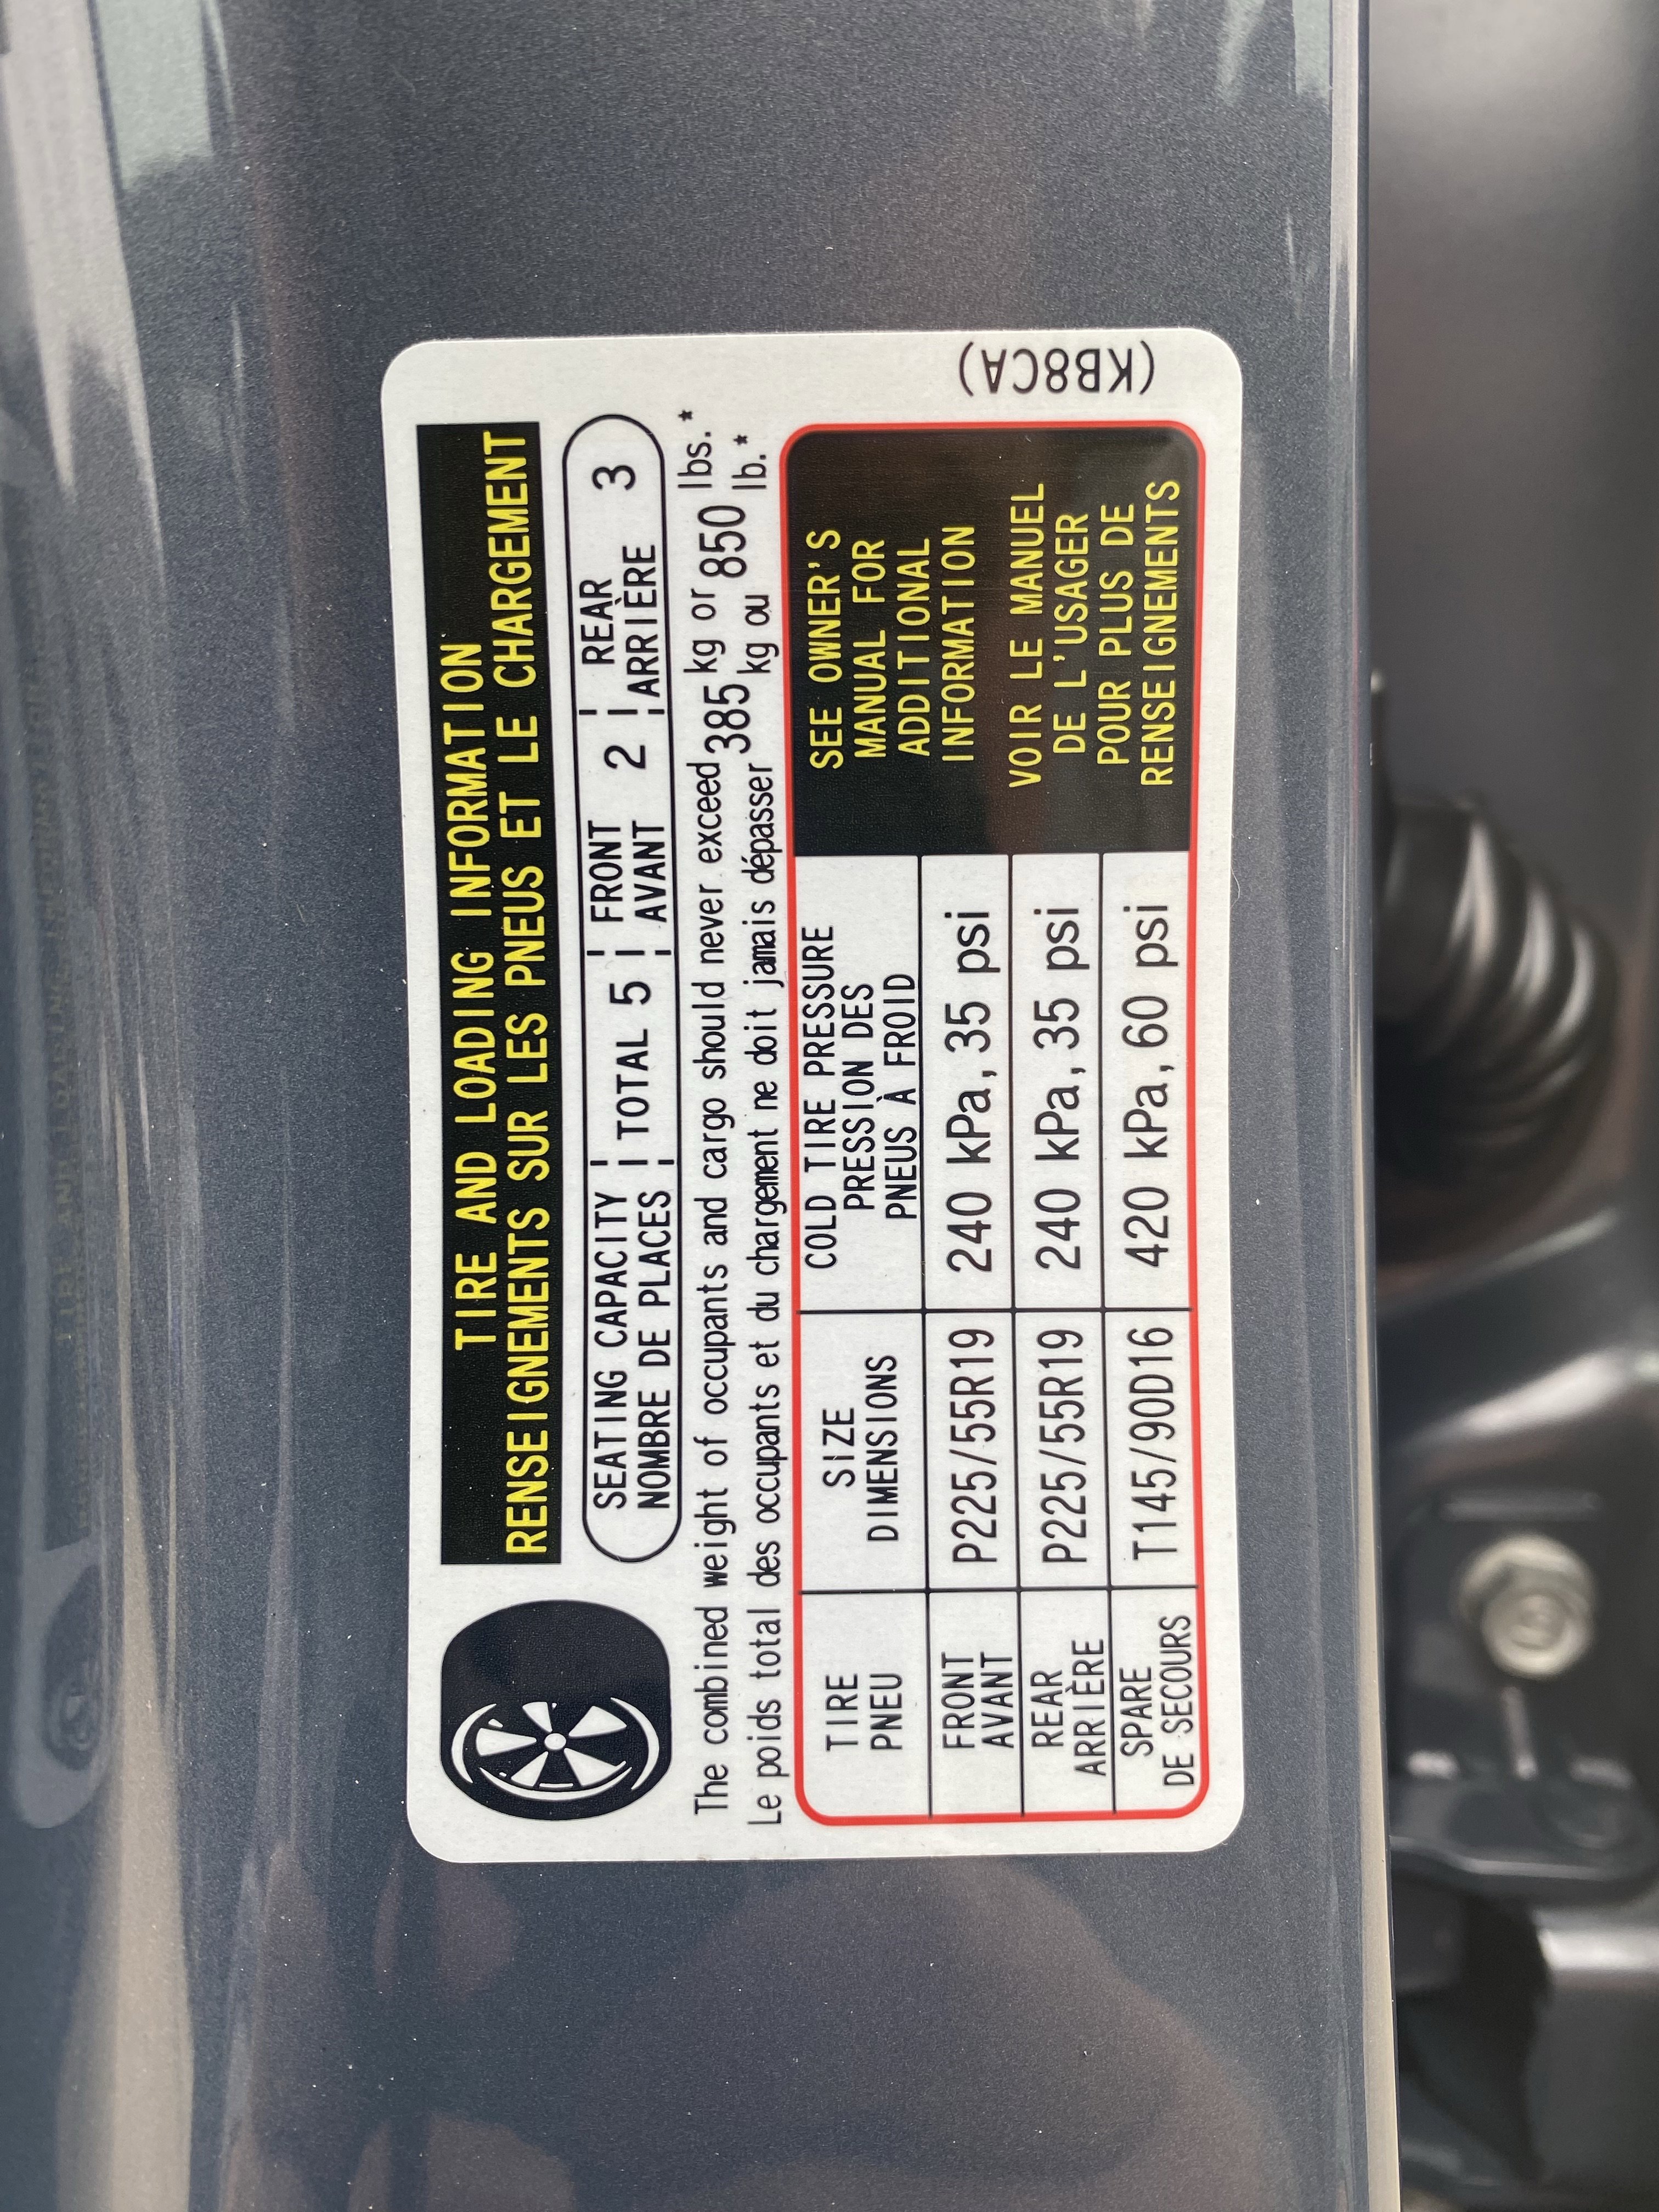 TIRE AND LOADING INFORMATION
RENSEIGNEMENTS SUR LES PNEUS ET LE CHARGEMENT
SEATING CAPACITY
NOMBRE DE PLACES
TOTAL 5
FRONT
AVANT
2
REAR
ARRIÈRE
3
The combined weight of occupants and cargo should never exceed 385 kg or 850 lbs.*
Le poids total des occupants et du chargement ne doit jamais dépasser 385 kg ou 850 lb.*
TIRE
PNEU
SIZE
DIMENSIONS
COLD TIRE PRESSURE
PRESSION DES
PNEUS À FROID
FRONT
AVANT
P225/55R19
240 kPa, 35 psi
REAR
ARRIÈRE
P225/55R19
240 kPa, 35 psi
SPARE
DE SECOURS
T145/90D16
420 kPa, 60 psi
SEE OWNER'S
MANUAL FOR
ADDITIONAL
INFORMATION
VOIR LE MANUEL
DE L'USAGER
POUR PLUS DE
RENSEIGNEMENTS
(KB8CA)